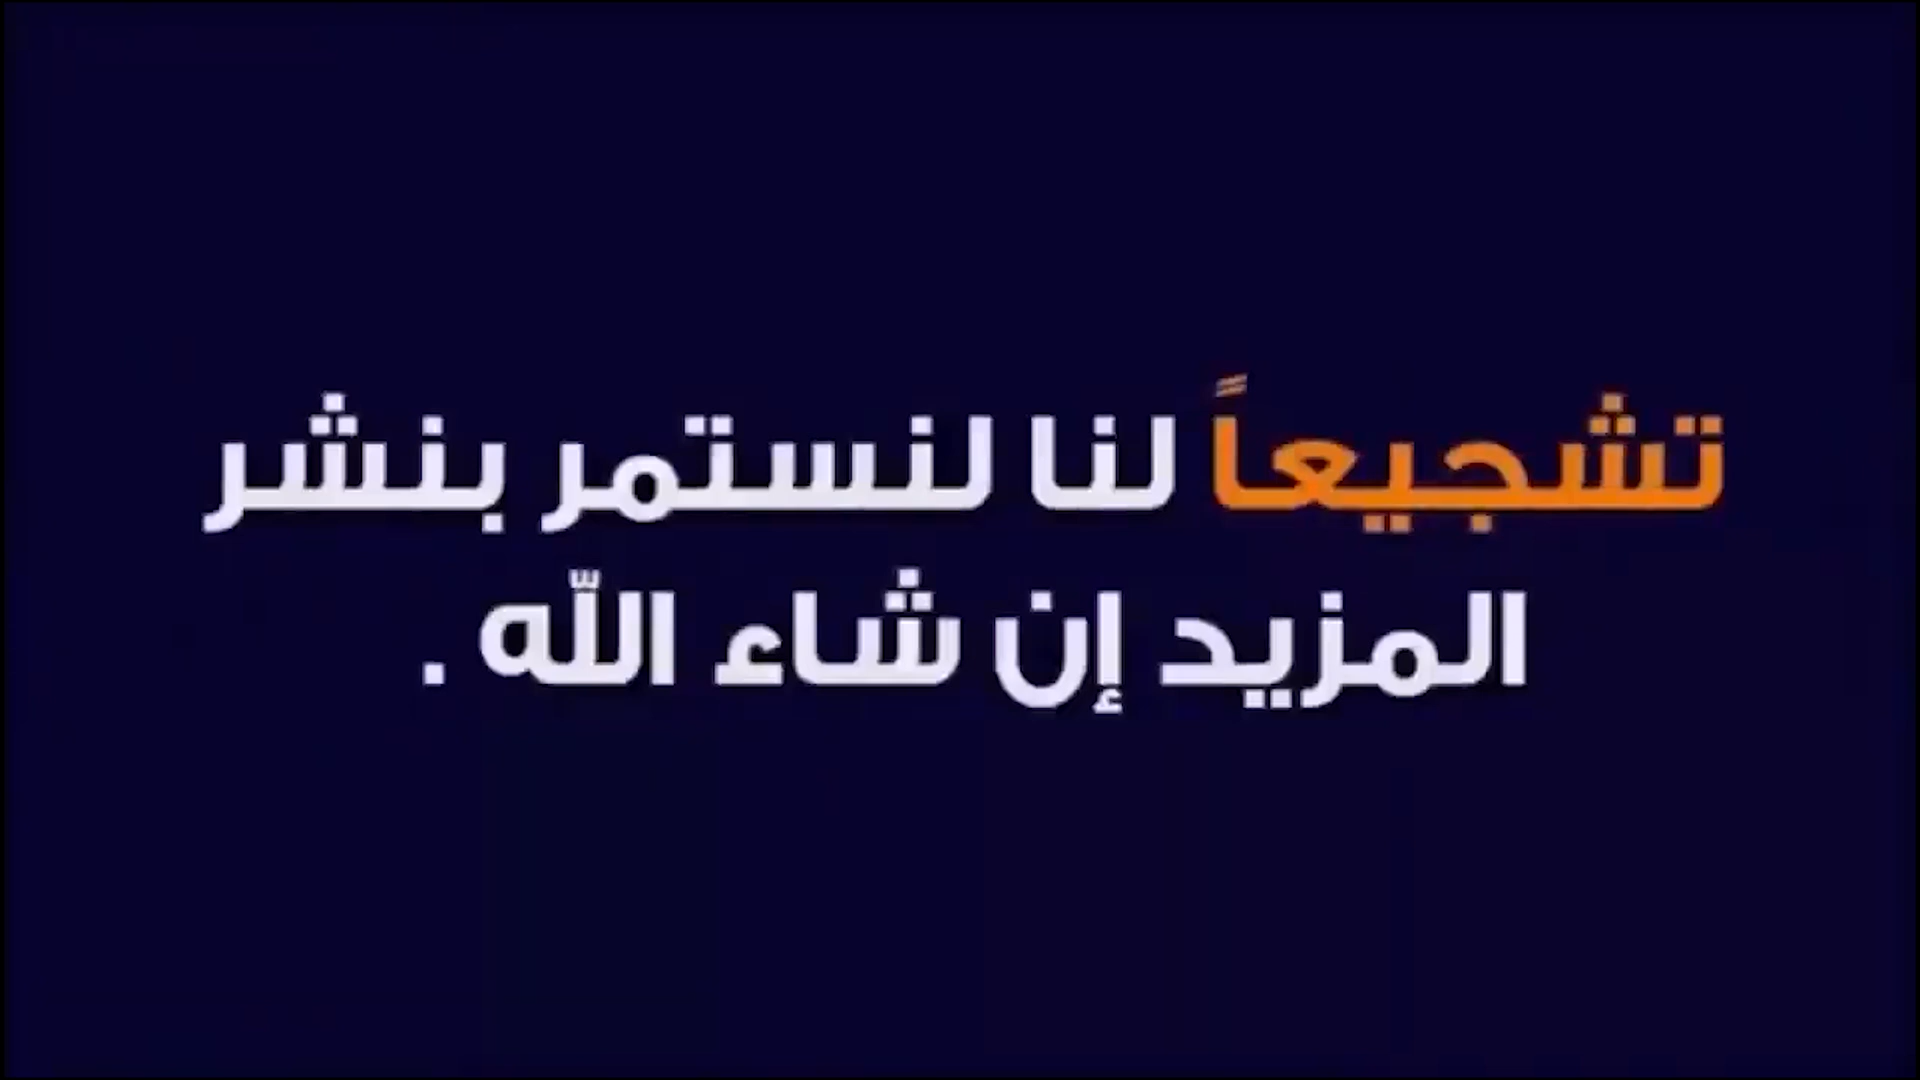 تشجيعاً لنا لنستمر بنشر
المزيد إن شاء اللّه .